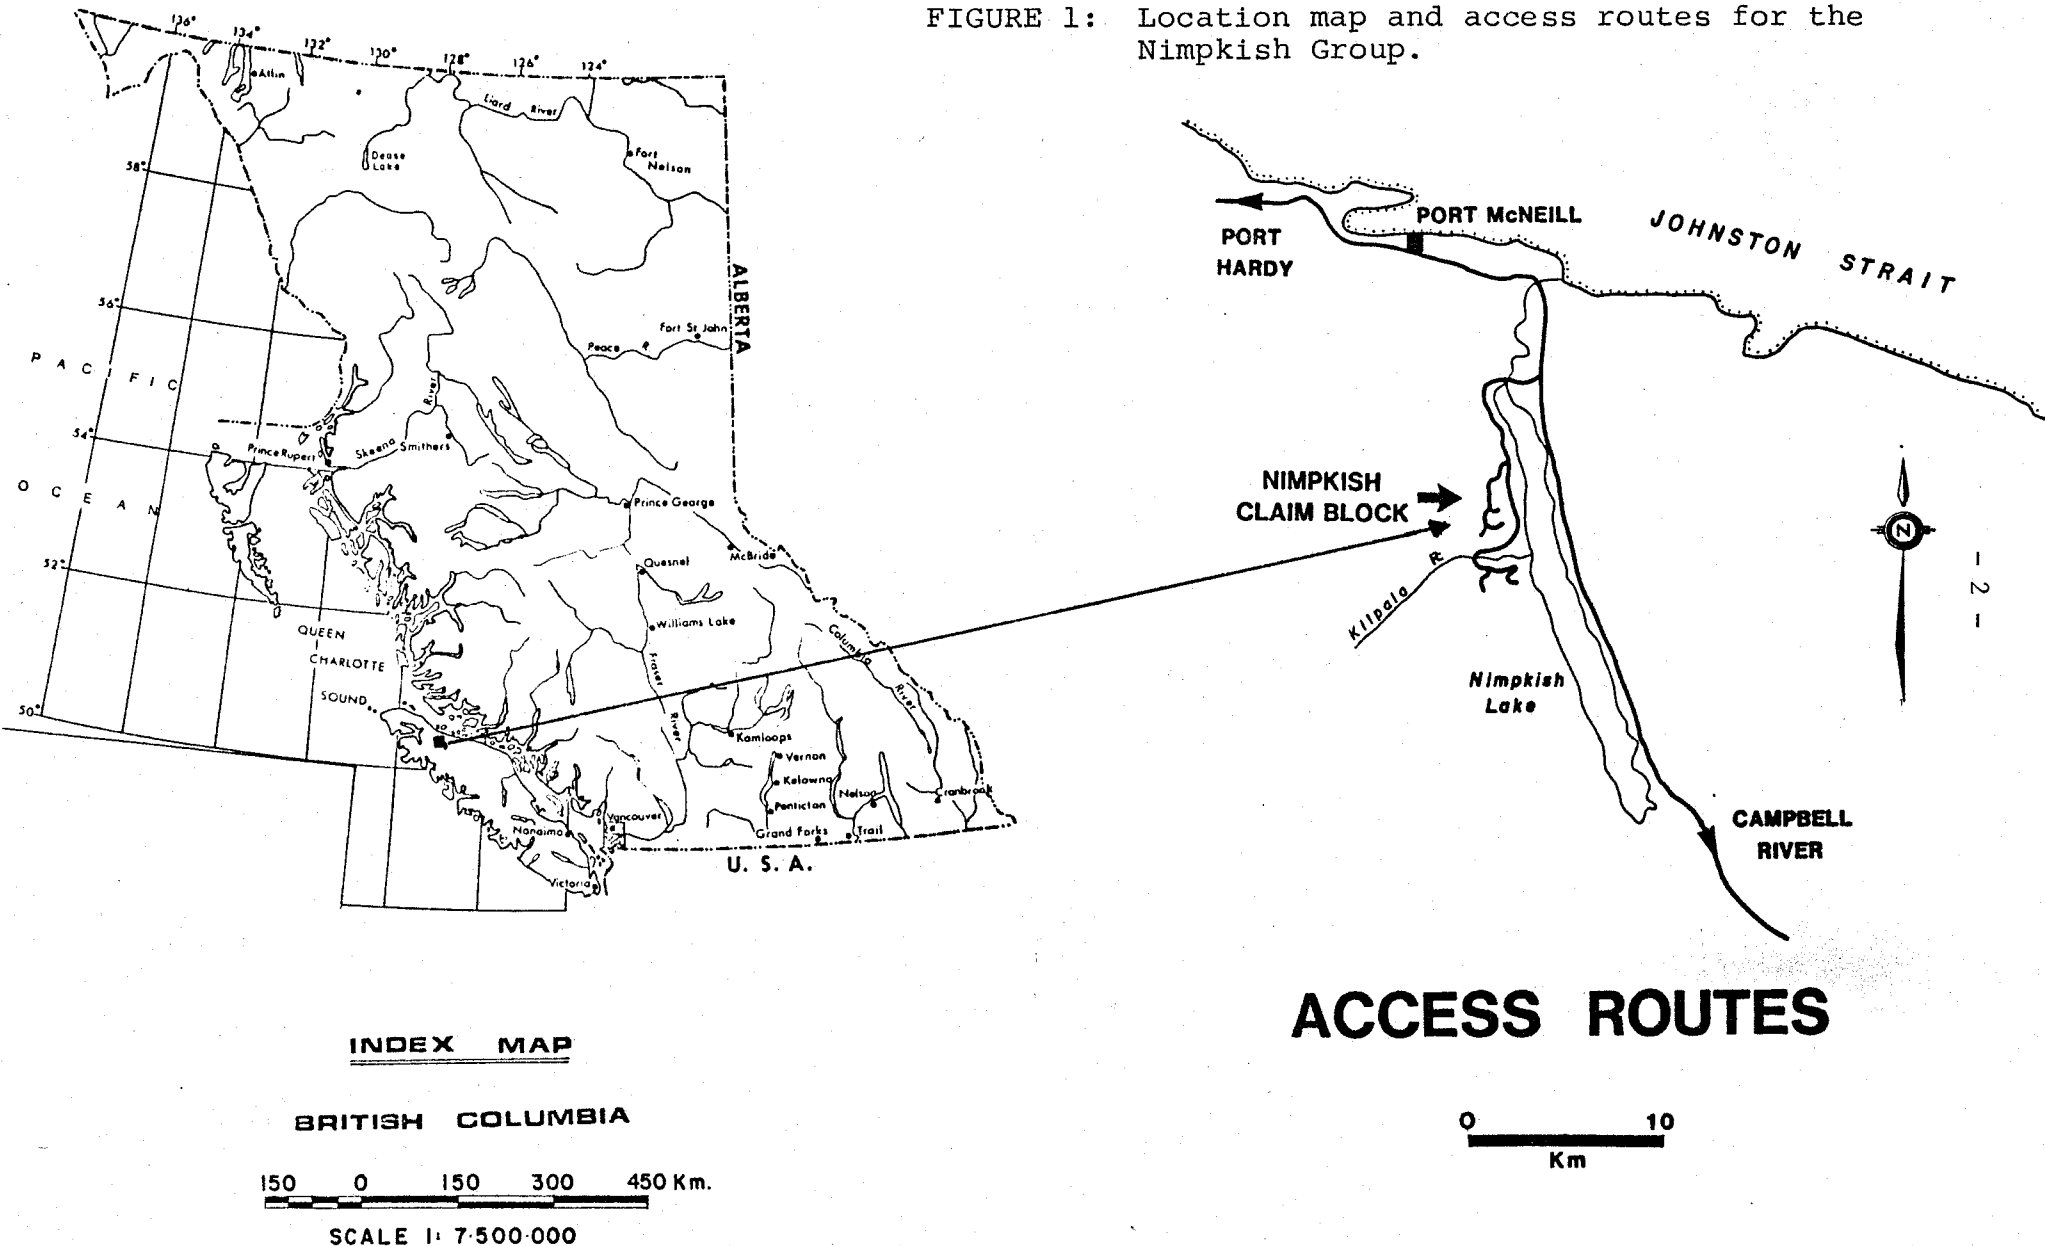 FIGURE 1: Location map and access routes for the
Nimpkish Group.
136°
134°
132°
130°
128°
126°
124°
Atlin
Liard River
Dease
Lake
Fort
Nelson
58°
56°
54°
52°
50°
ALBERTA
Fort St John
Peace R
PACIFIC
OCEAN
River
Skeena
Smithers
Prince Rupert
Prince George
McBride
Quesnel
Williams Lake
QUEEN
CHARLOTTE
SOUND
Fraser
River
Columbia
River
Kamloops
Vernon
Kelowna
Penticton
Nelson
Cranbrook
Grand Forks
Trail
Vancouver
Nanaimo
Victoria
U. S. A.
INDEX MAP
BRITISH COLUMBIA
150 0 150 300 450 Km.
SCALE 1: 7·500·000
PORT McNEILL
PORT
HARDY
JOHNSTON STRAIT
NIMPKISH
CLAIM BLOCK
Kilpala R
Nimpkish
Lake
CAMPBELL
RIVER
N
- 2 -
ACCESS ROUTES
0 10
Km